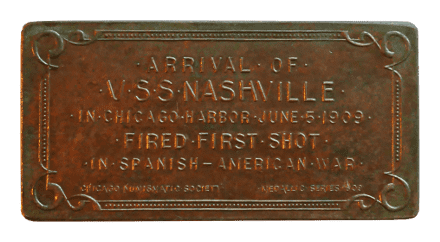 ·ARRIVAL·OF·
·U·S·S·NASHVILLE·
·IN·CHICAGO·HARBOR·JUNE·5·1909·
·FIRED·FIRST·SHOT·
·IN·SPANISH–AMERICAN·WAR·
CHICAGO NUMISMATIC SOCIETY MEDALLIC SERIES